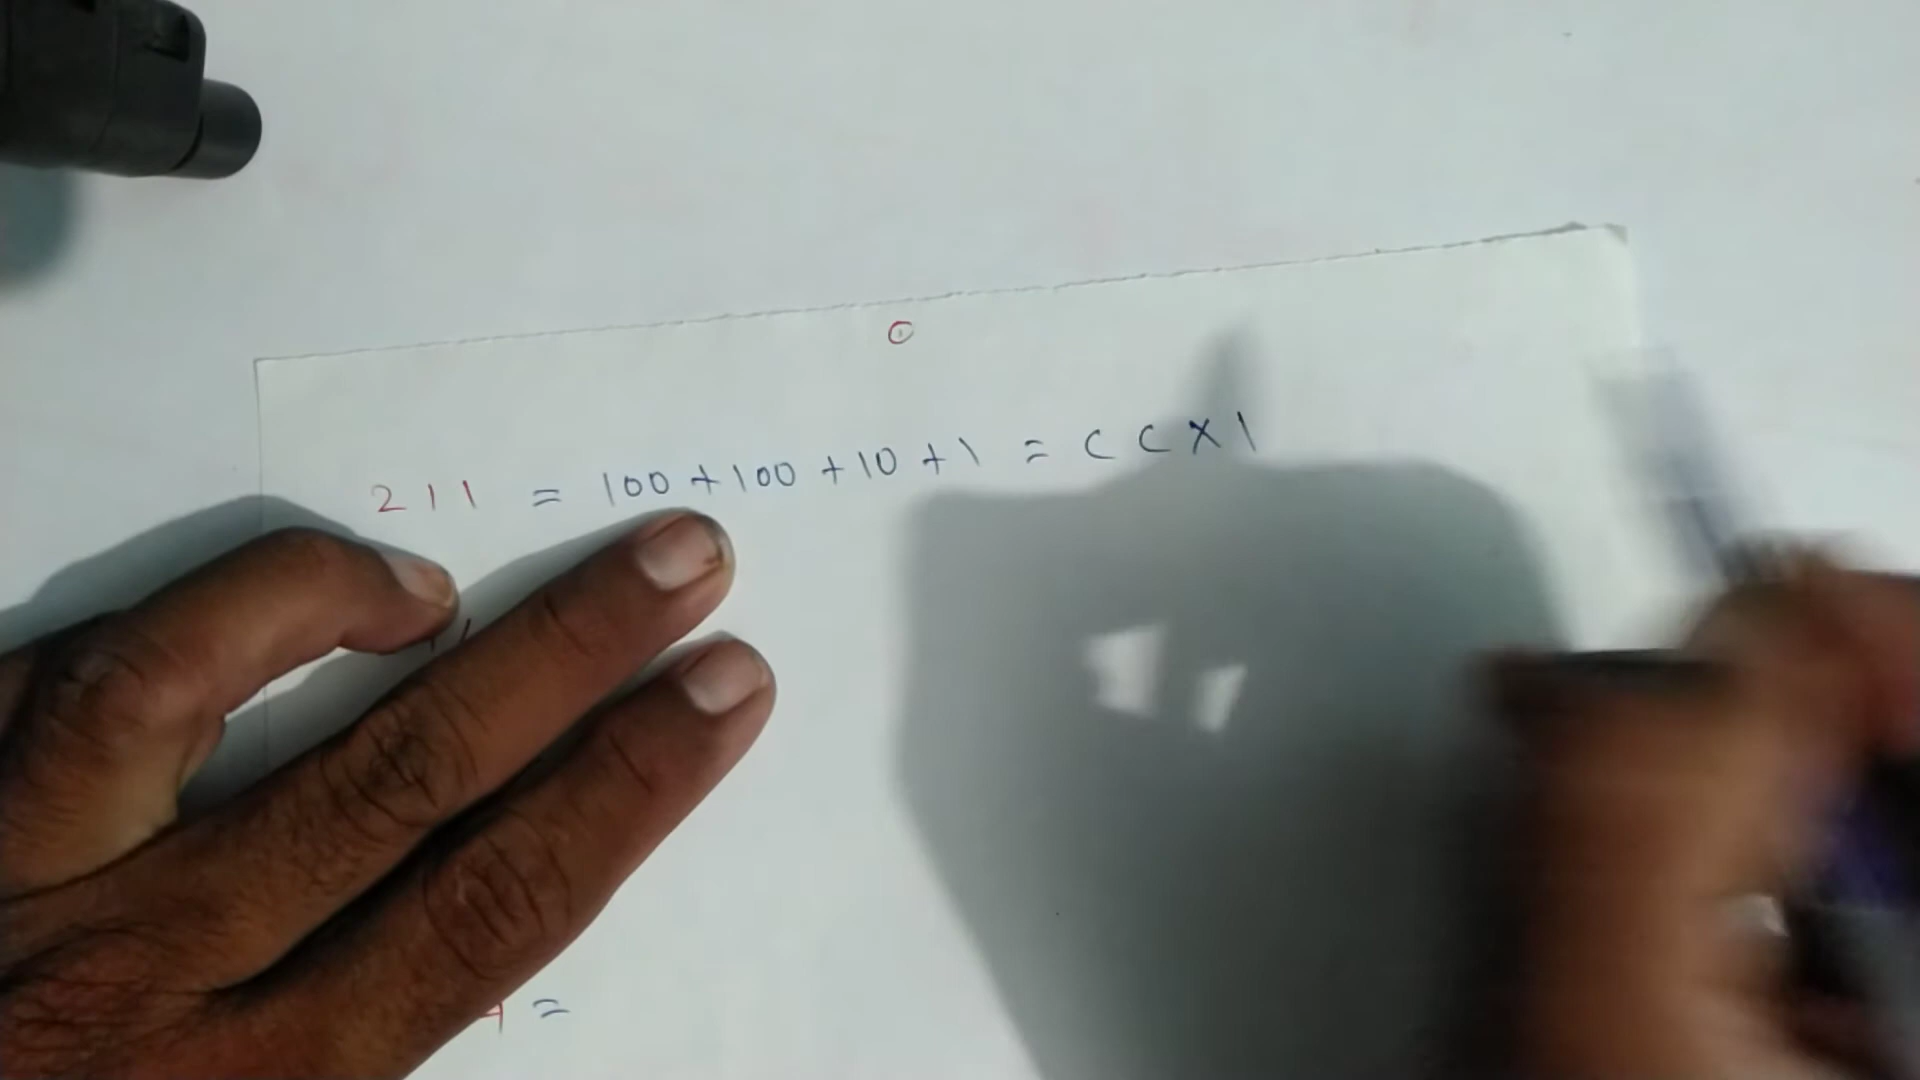 211 = 100 + 100 + 10 + 1 = CCXI
=